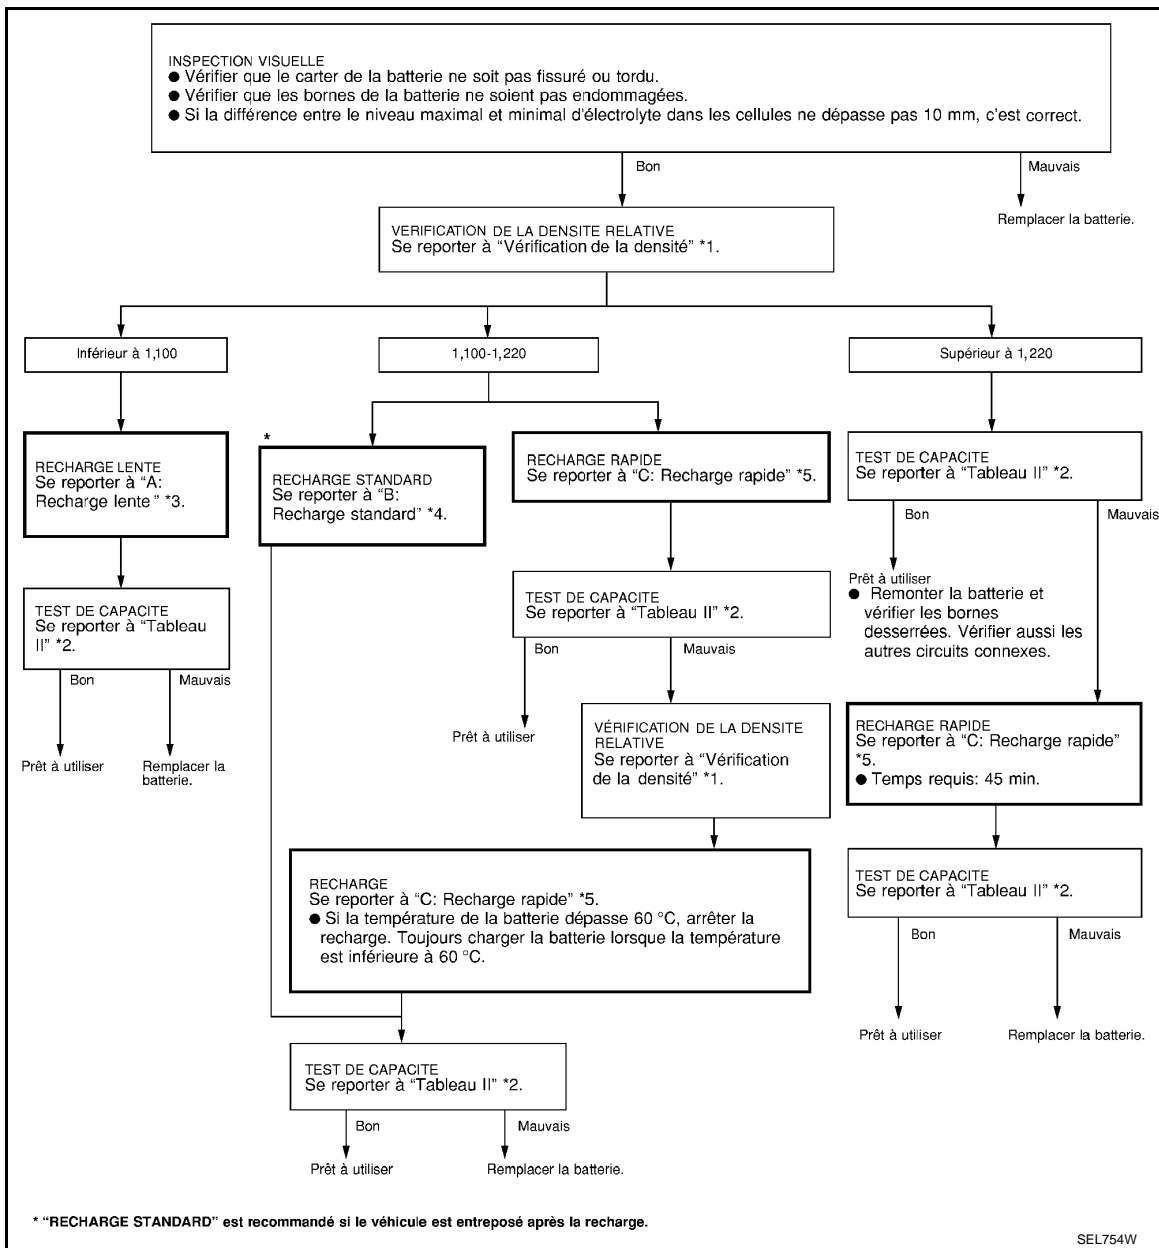 INSPECTION VISUELLE
● Vérifier que le carter de la batterie ne soit pas fissuré ou tordu.
● Vérifier que les bornes de la batterie ne soient pas endommagées.
● Si la différence entre le niveau maximal et minimal d'électrolyte dans les cellules ne dépasse pas 10 mm, c'est correct.
Bon
Mauvais
Remplacer la batterie.
VERIFICATION DE LA DENSITE RELATIVE
Se reporter à “Vérification de la densité” *1.
Inférieur à 1,100
1,100-1,220
Supérieur à 1,220
RECHARGE LENTE
Se reporter à “A:
Recharge lente” *3.
*
RECHARGE STANDARD
Se reporter à “B:
Recharge standard” *4.
RECHARGE RAPIDE
Se reporter à “C: Recharge rapide” *5.
TEST DE CAPACITE
Se reporter à “Tableau II” *2.
Bon
Mauvais
Prêt à utiliser
● Remonter la batterie et
vérifier les bornes
desserrées. Vérifier aussi les
autres circuits connexes.
TEST DE CAPACITE
Se reporter à “Tableau
II” *2.
Bon
Mauvais
Prêt à utiliser
Remplacer la
batterie.
TEST DE CAPACITE
Se reporter à “Tableau II” *2.
Bon
Mauvais
Prêt à utiliser
VÉRIFICATION DE LA DENSITE
RELATIVE
Se reporter à “Vérification
de la densité” *1.
RECHARGE RAPIDE
Se reporter à “C: Recharge rapide”
*5.
● Temps requis: 45 min.
RECHARGE
Se reporter à “C: Recharge rapide” *5.
● Si la température de la batterie dépasse 60 °C, arrêter la
recharge. Toujours charger la batterie lorsque la température
est inférieure à 60 °C.
TEST DE CAPACITE
Se reporter à “Tableau II” *2.
Bon
Mauvais
Prêt à utiliser
Remplacer la batterie.
TEST DE CAPACITE
Se reporter à “Tableau II” *2.
Bon
Mauvais
Prêt à utiliser
Remplacer la batterie.
* “RECHARGE STANDARD” est recommandé si le véhicule est entreposé après la recharge.
SEL754W